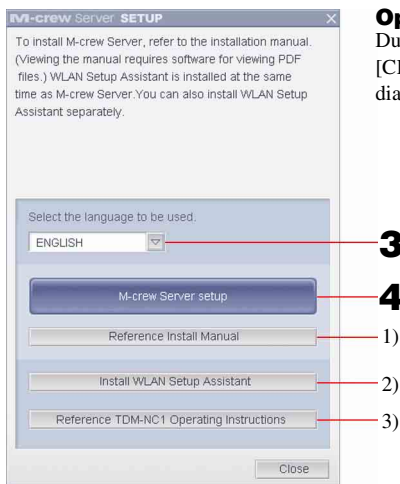 M-crew Server SETUP
To install M-crew Server, refer to the installation manual.
(Viewing the manual requires software for viewing PDF
files.) WLAN Setup Assistant is installed at the same
time as M-crew Server.You can also install WLAN Setup
Assistant separately.
Select the language to be used.
ENGLISH
M-crew Server setup
Reference Install Manual
Install WLAN Setup Assistant
Reference TDM-NC1 Operating Instructions
Close
3
4
1)
2)
3)
Op
Du
dia